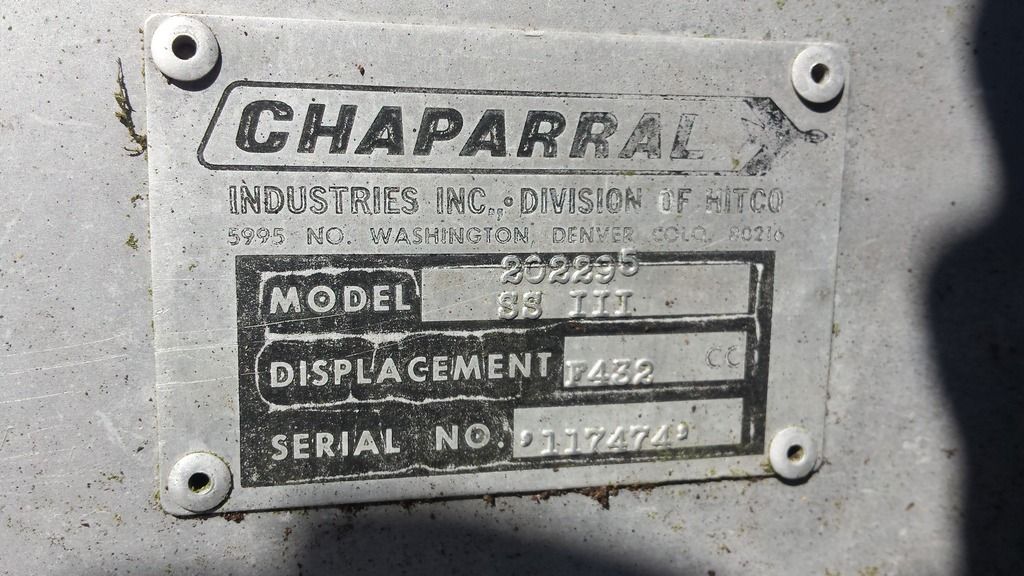 CHAPARRAL
INDUSTRIES INC., • DIVISION OF HITCO
5995 NO. WASHINGTON, DENVER COLO. 80216
202295
MODEL SS III
DISPLACEMENT F432 CC
SERIAL NO. '117474'